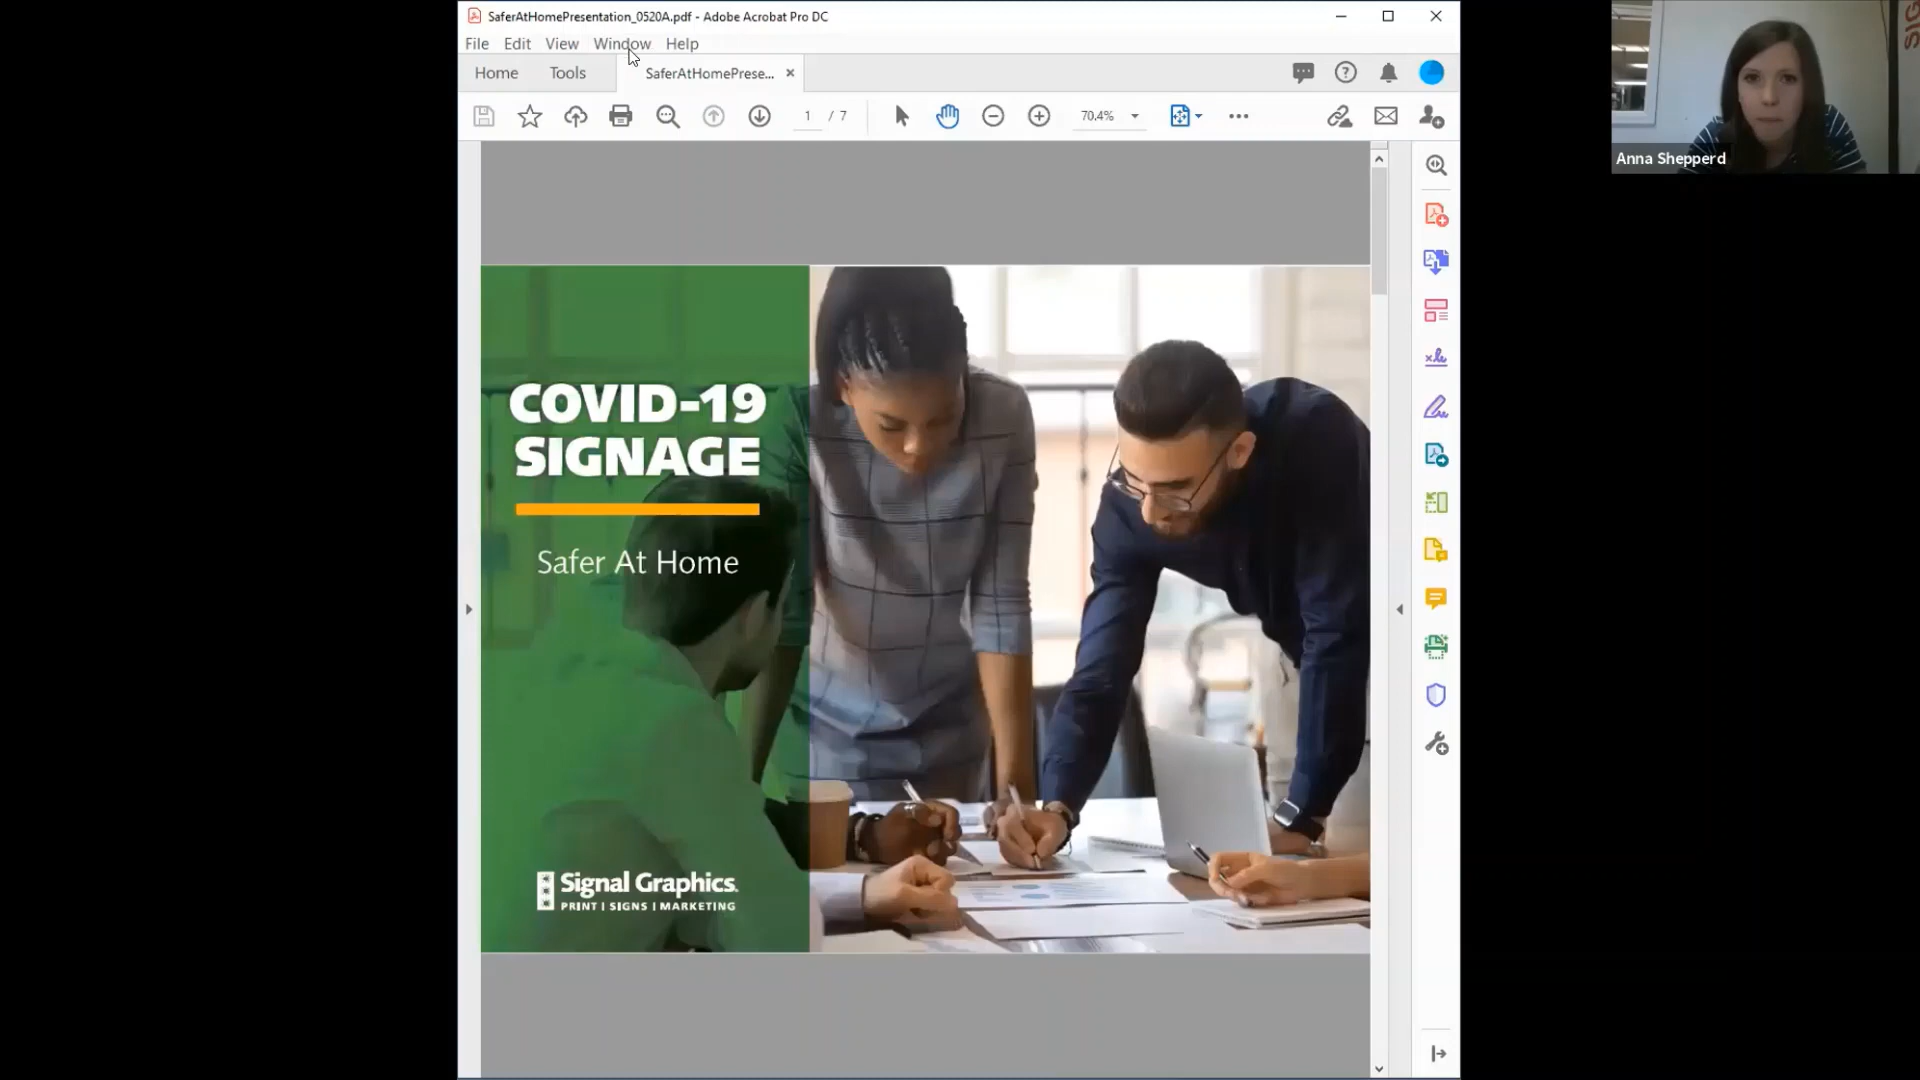 SaferAtHomePresentation_0520A.pdf - Adobe Acrobat Pro DC
File Edit View Window Help
Home Tools SaferAtHomePrese...
1 / 7 70.4%
COVID-19
SIGNAGE
Safer At Home
Signal Graphics.
PRINT | SIGNS | MARKETING
Anna Shepperd
SIG